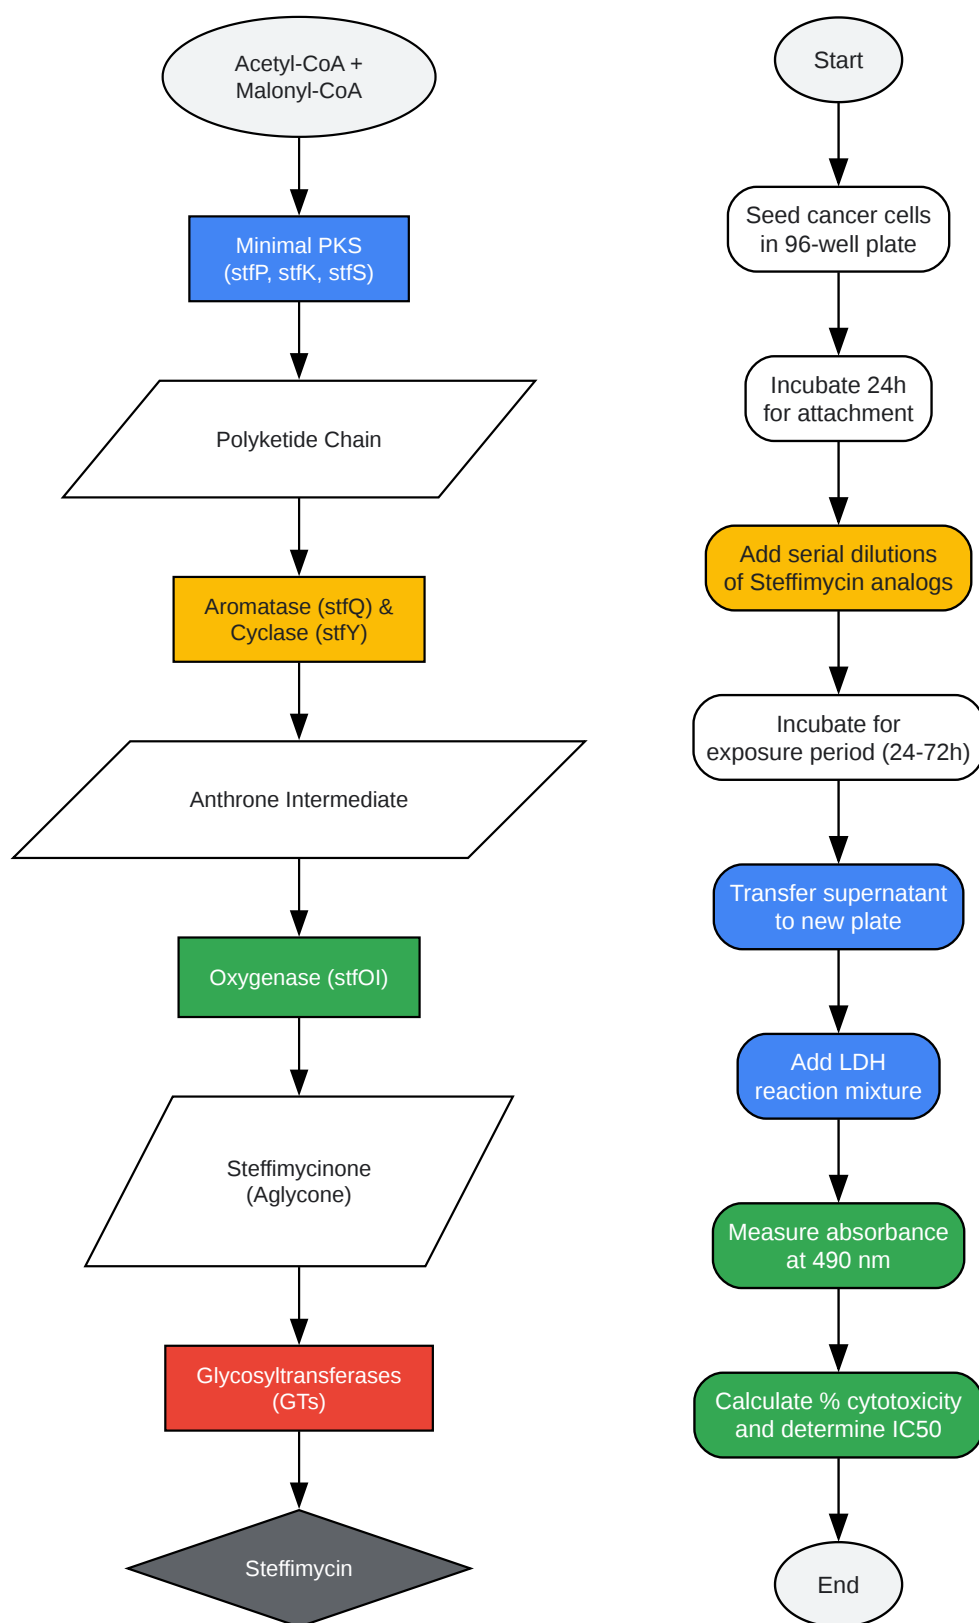 Acetyl-CoA +
Malonyl-CoA
Minimal PKS
(stfP, stfK, stfS)
Polyketide Chain
Aromatase (stfQ) &
Cyclase (stfY)
Anthrone Intermediate
Oxygenase (stfOI)
Steffimycinone
(Aglycone)
Glycosyltransferases
(GTs)
Steffimycin
Start
Seed cancer cells
in 96-well plate
Incubate 24h
for attachment
Add serial dilutions
of Steffimycin analogs
Incubate for
exposure period (24-72h)
Transfer supernatant
to new plate
Add LDH
reaction mixture
Measure absorbance
at 490 nm
Calculate % cytotoxicity
and determine IC50
End